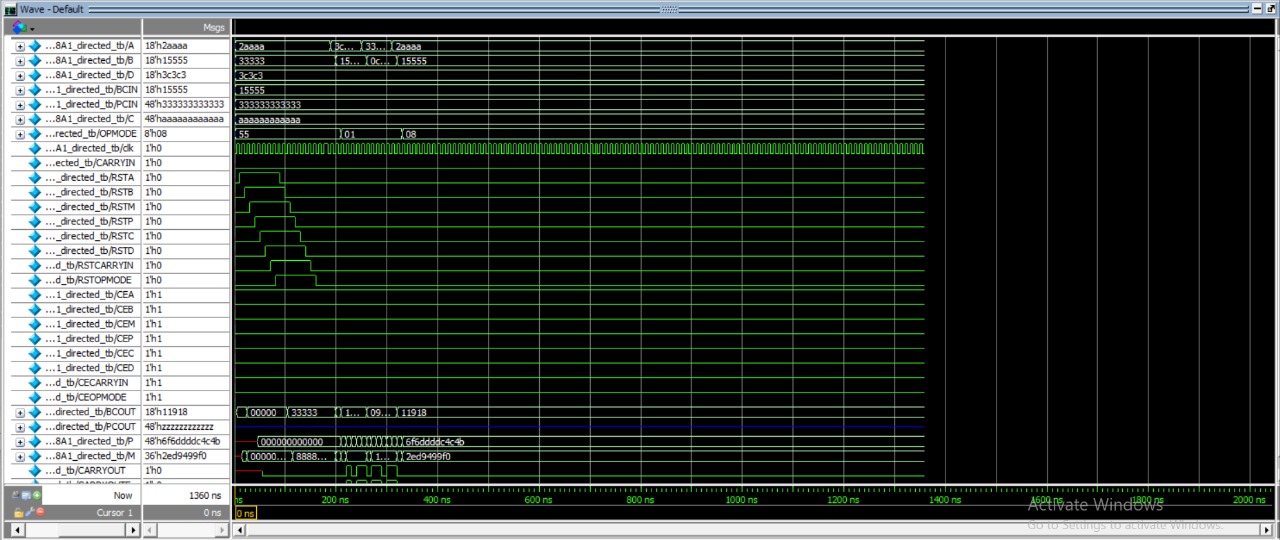 Wave - Default
Msgs
...8A1_directed_tb/A 18'h2aaaa 2aaaa 3c... 33... 2aaaa
...8A1_directed_tb/B 18'h15555 33333 15... 0c... 15555
...8A1_directed_tb/D 18'h3c3c3 3c3c3
...1_directed_tb/BCIN 18'h15555 15555
...1_directed_tb/PCIN 48'h333333333333 333333333333
...8A1_directed_tb/C 48'haaaaaaaaaaaa aaaaaaaaaaaa
...rected_tb/OPMODE 8'h08 55 01 08
...A1_directed_tb/clk 1'h0
...ected_tb/CARRYIN 1'h0
..._directed_tb/RSTA 1'h0
..._directed_tb/RSTB 1'h0
..._directed_tb/RSTM 1'h0
..._directed_tb/RSTP 1'h0
..._directed_tb/RSTC 1'h0
..._directed_tb/RSTD 1'h0
...d_tb/RSTCARRYIN 1'h0
...d_tb/RSTOPMODE 1'h0
...1_directed_tb/CEA 1'h1
...1_directed_tb/CEB 1'h1
...1_directed_tb/CEM 1'h1
...1_directed_tb/CEP 1'h1
...1_directed_tb/CEC 1'h1
...1_directed_tb/CED 1'h1
...d_tb/CECARRYIN 1'h1
...d_tb/CEOPMODE 1'h1
...directed_tb/BCOUT 18'h11918 00000 33333 1... 09... 11918
...directed_tb/PCOUT 48'hzzzzzzzzzzzz
...8A1_directed_tb/P 48'h6f6ddddc4c4b 000000000000 6f6ddddc4c4b
...8A1_directed_tb/M 36'h2ed9499f0 00000... 8888... 1... 2ed9499f0
...d_tb/CARRYOUT 1'h0
Now 1360 ns ns 200 ns 400 ns 600 ns 800 ns 1000 ns 1200 ns 1400 ns 1600 ns 1800 ns 2000 ns
Cursor 1 0 ns 0 ns
Activate Windows
Go to Settings to activate Windows.